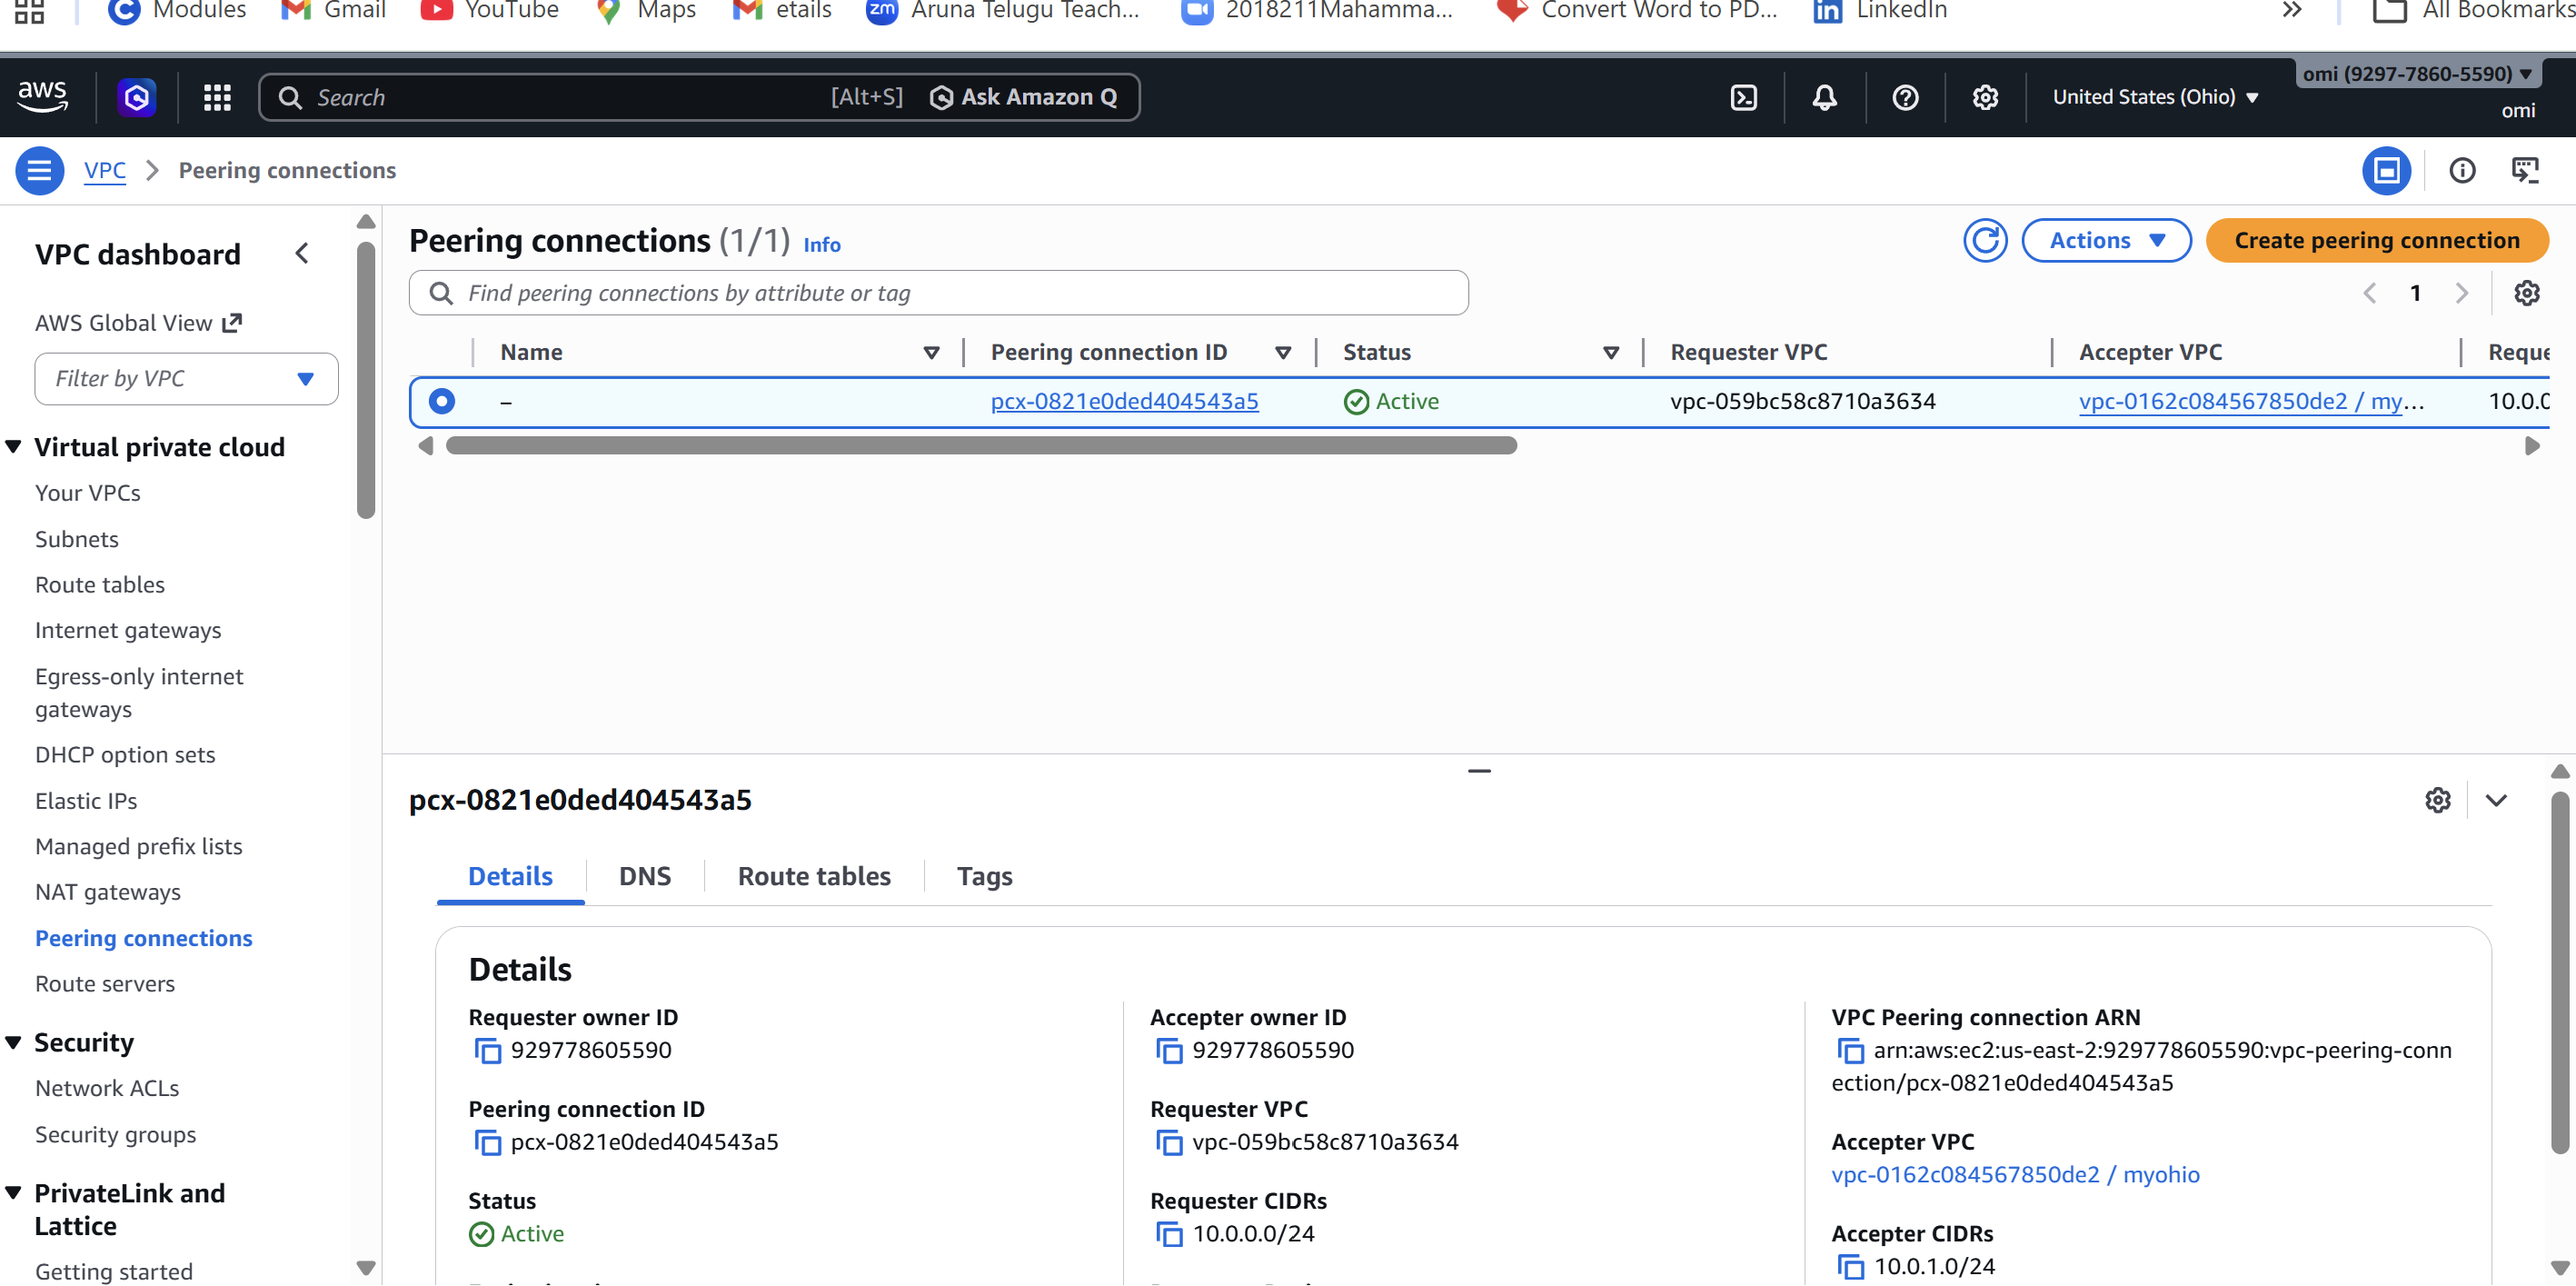 Modules
Gmail
YouTube
Maps
etails
zm
Aruna Telugu Teach...
2018211Mahamma...
Convert Word to PD...
in
LinkedIn
All Bookmarks
aws
Search
[Alt+S]
Ask Amazon Q
United States (Ohio)
omi (9297-7860-5590)
omi
VPC
Peering connections
VPC dashboard
AWS Global View
Filter by VPC
Virtual private cloud
Your VPCs
Subnets
Route tables
Internet gateways
Egress-only internet
gateways
DHCP option sets
Elastic IPs
Managed prefix lists
NAT gateways
Peering connections
Route servers
Security
Network ACLs
Security groups
PrivateLink and
Lattice
Getting started
Peering connections (1/1) Info
Actions
Create peering connection
Find peering connections by attribute or tag
1
Name
Peering connection ID
Status
Requester VPC
Accepter VPC
Reque
–
pcx-0821e0ded404543a5
Active
vpc-059bc58c8710a3634
vpc-0162c084567850de2 / my...
10.0.0
pcx-0821e0ded404543a5
Details
DNS
Route tables
Tags
Details
Requester owner ID
929778605590
Peering connection ID
pcx-0821e0ded404543a5
Status
Active
Accepter owner ID
929778605590
Requester VPC
vpc-059bc58c8710a3634
Requester CIDRs
10.0.0.0/24
VPC Peering connection ARN
arn:aws:ec2:us-east-2:929778605590:vpc-peering-conn
ection/pcx-0821e0ded404543a5
Accepter VPC
vpc-0162c084567850de2 / myohio
Accepter CIDRs
10.0.1.0/24